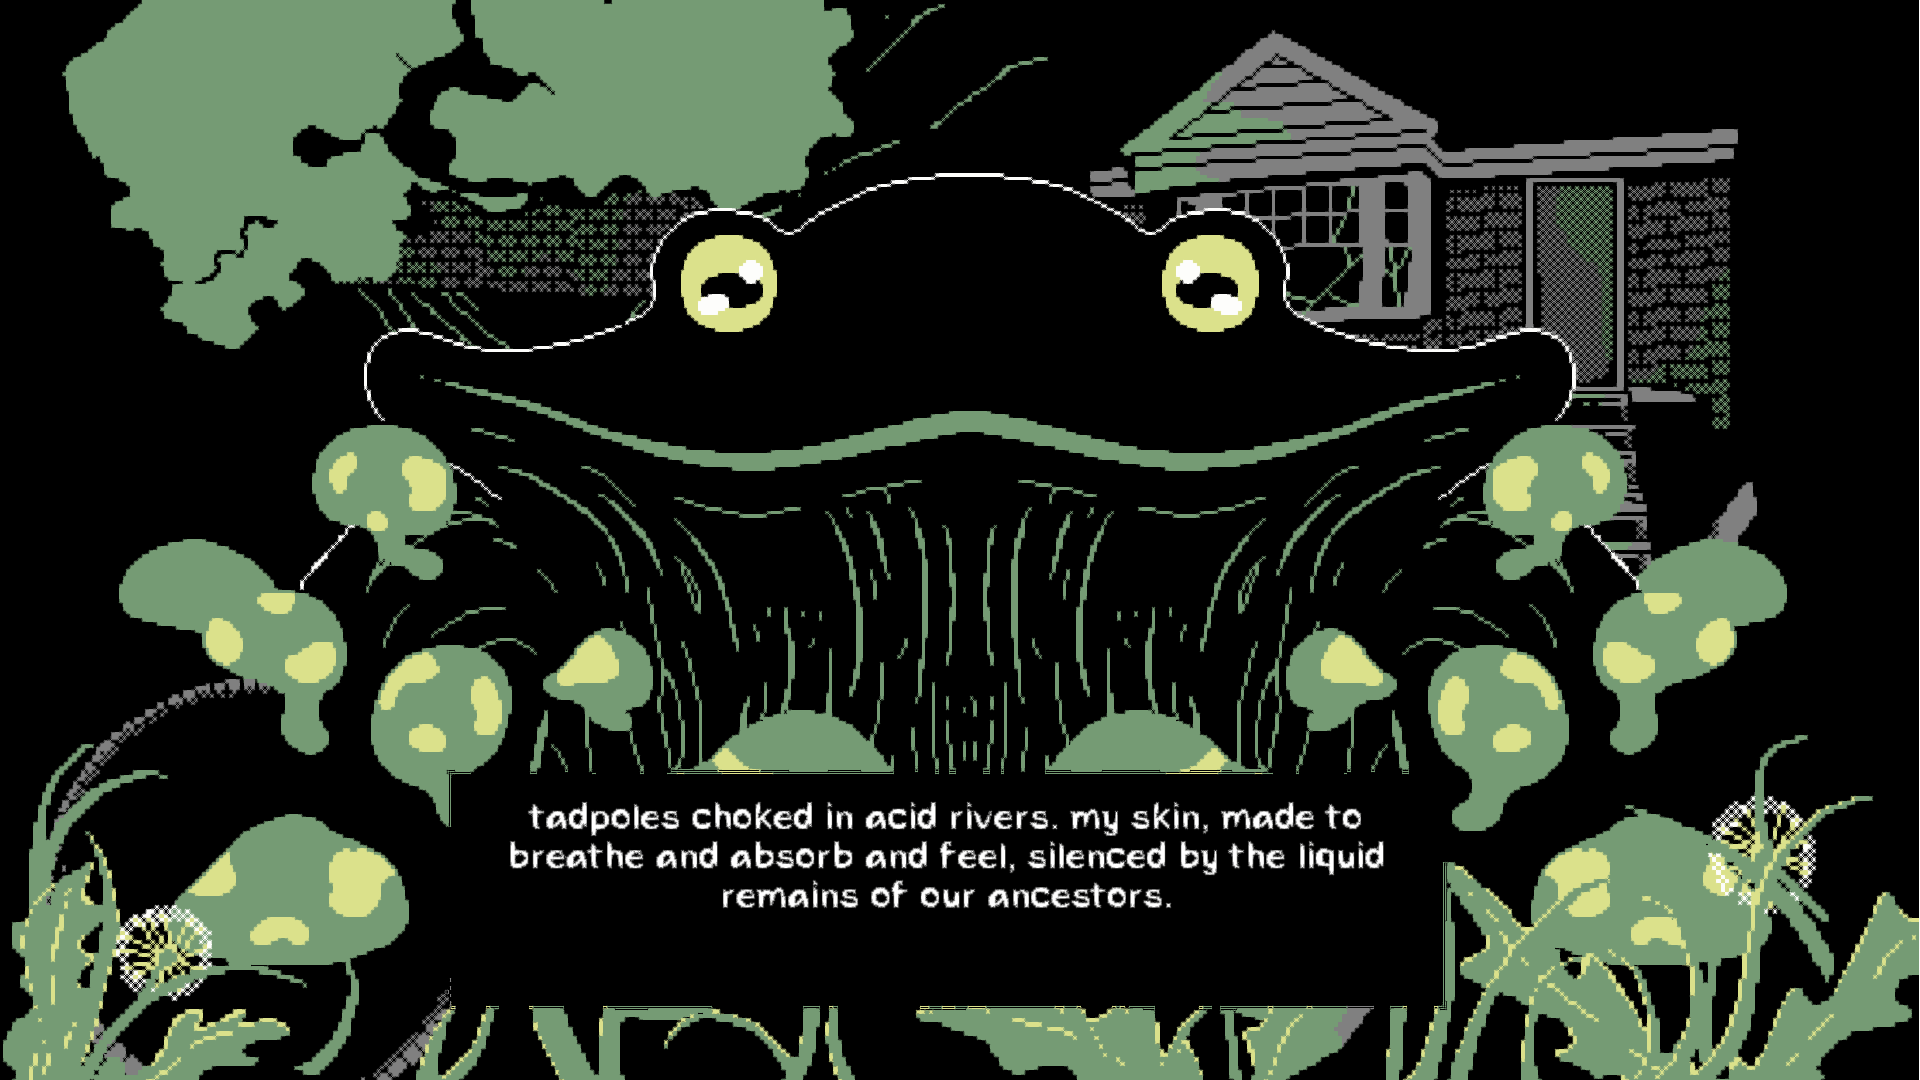 tadpoles choked in acid rivers. my skin, made to
breathe and absorb and feel, silenced by the liquid
remains of our ancestors.